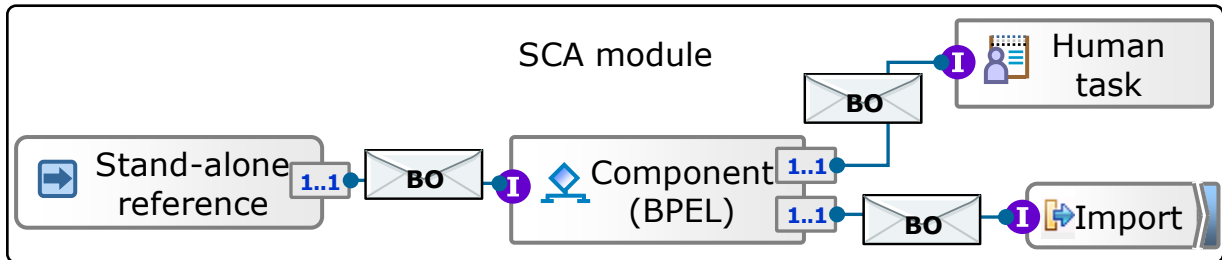 SCA module
Human
task
I
BO
Stand-alone
reference
1..1
BO
I
Component
(BPEL)
1..1
1..1
BO
I
Import